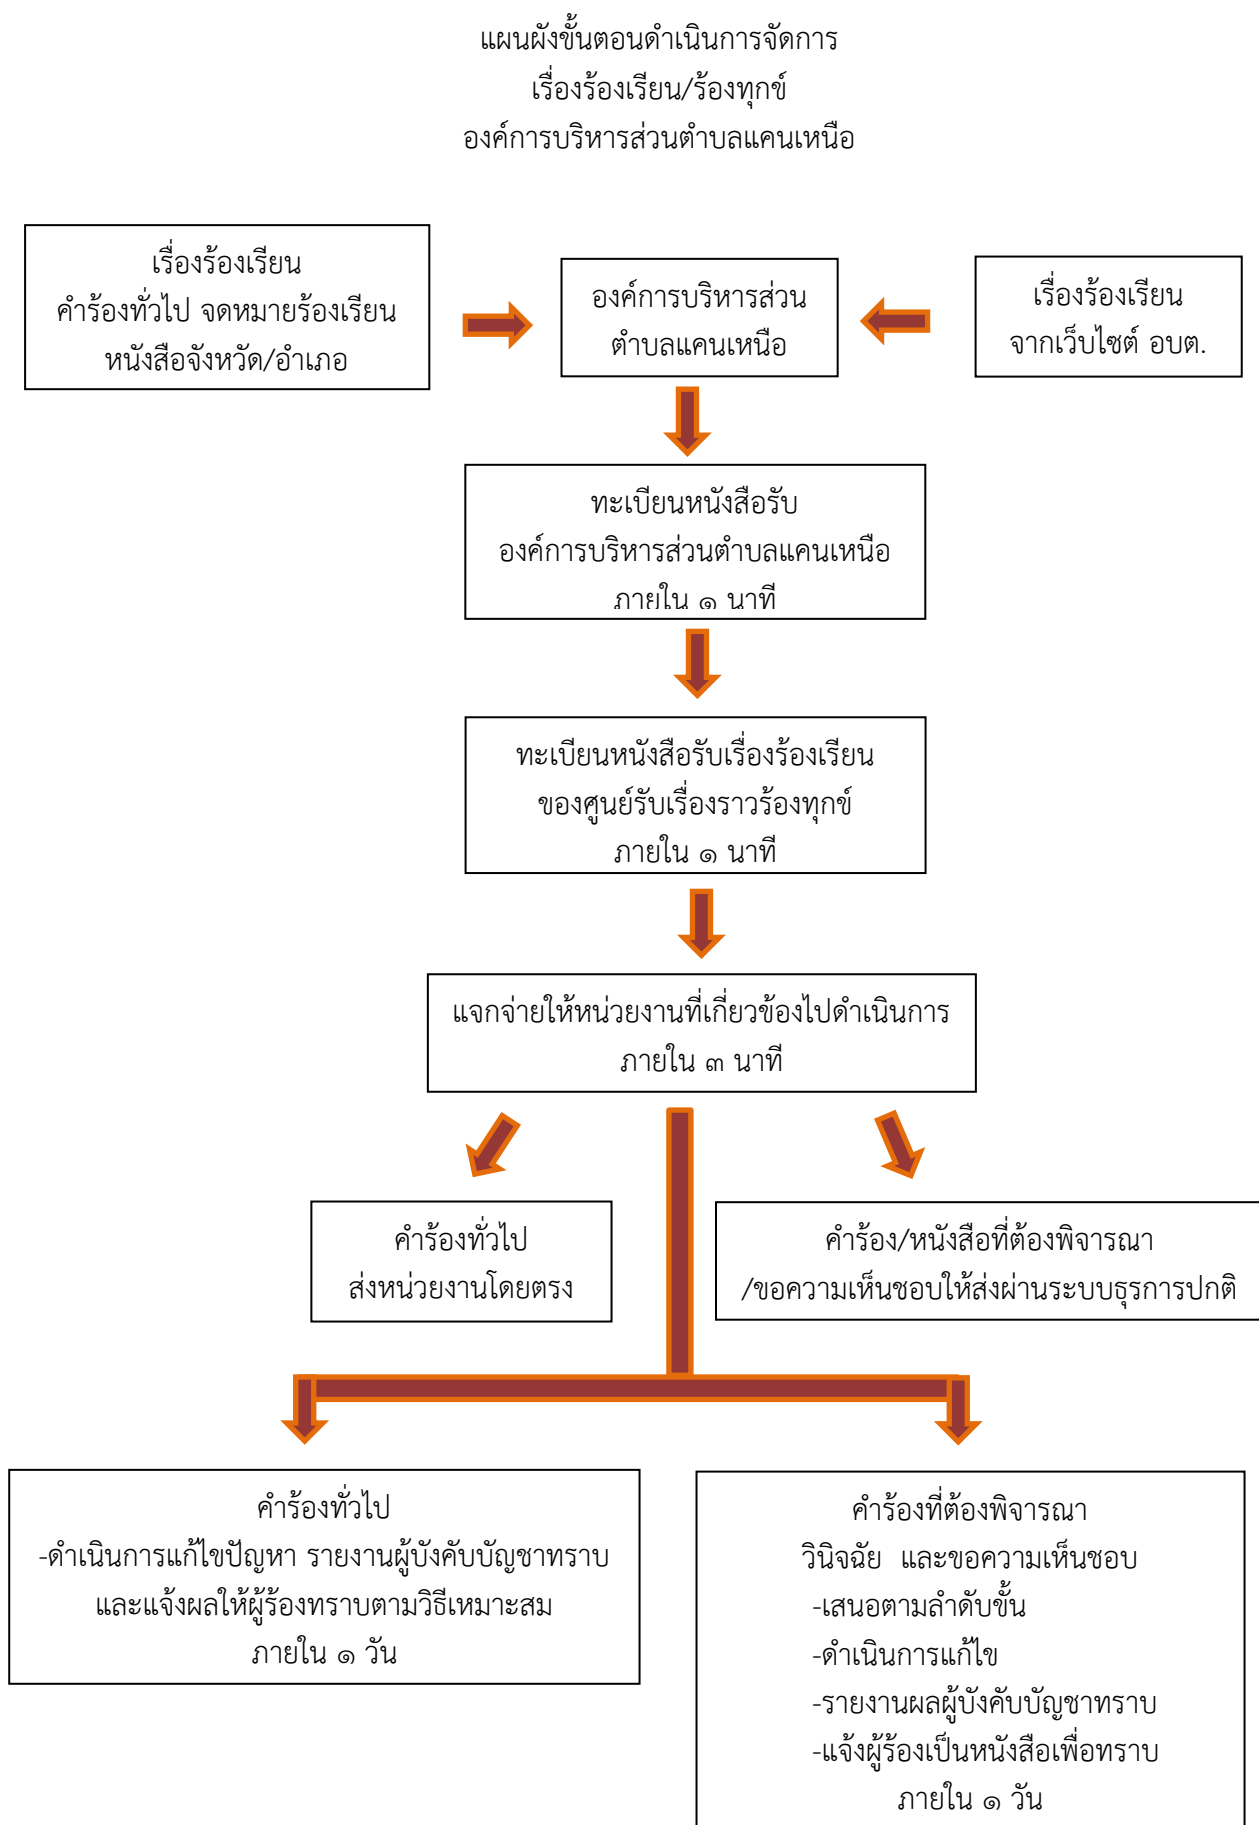 แผนผังขั้นตอนดำเนินการจัดการ
เรื่องร้องเรียน/ร้องทุกข์
องค์การบริหารส่วนตำบลแคนเหนือ
เรื่องร้องเรียน
คำร้องทั่วไป จดหมายร้องเรียน
หนังสือจังหวัด/อำเภอ
องค์การบริหารส่วน
ตำบลแคนเหนือ
เรื่องร้องเรียน
จากเว็บไซต์ อบต.
ทะเบียนหนังสือรับ
องค์การบริหารส่วนตำบลแคนเหนือ
ภายใน ๑ นาที
ทะเบียนหนังสือรับเรื่องร้องเรียน
ของศูนย์รับเรื่องราวร้องทุกข์
ภายใน ๑ นาที
แจกจ่ายให้หน่วยงานที่เกี่ยวข้องไปดำเนินการ
ภายใน ๓ นาที
คำร้องทั่วไป
ส่งหน่วยงานโดยตรง
คำร้อง/หนังสือที่ต้องพิจารณา
/ขอความเห็นชอบให้ส่งผ่านระบบธุรการปกติ
คำร้องทั่วไป
-ดำเนินการแก้ไขปัญหา รายงานผู้บังคับบัญชาทราบ
และแจ้งผลให้ผู้ร้องทราบตามวิธีเหมาะสม
ภายใน ๑ วัน
คำร้องที่ต้องพิจารณา
วินิจฉัย และขอความเห็นชอบ
-เสนอตามลำดับขั้น
-ดำเนินการแก้ไข
-รายงานผลผู้บังคับบัญชาทราบ
-แจ้งผู้ร้องเป็นหนังสือเพื่อทราบ
ภายใน ๑ วัน